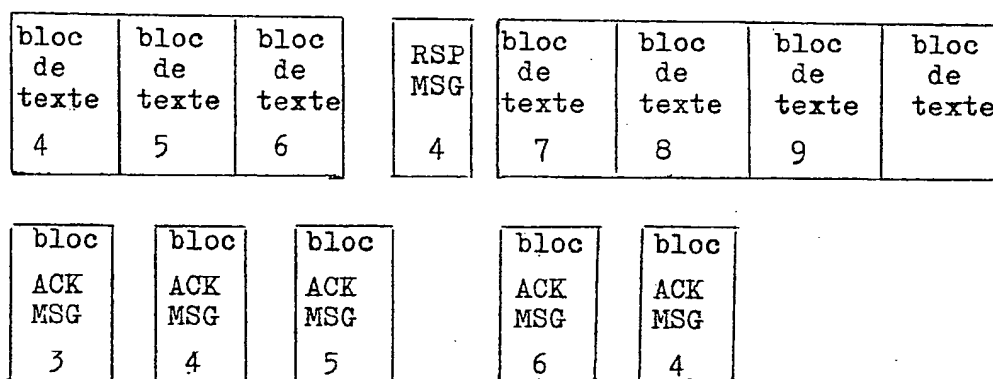 bloc de texte 4
bloc de texte 5
bloc de texte 6
RSP MSG 4
bloc de texte 7
bloc de texte 8
bloc de texte 9
bloc de texte
bloc ACK MSG 3
bloc ACK MSG 4
bloc ACK MSG 5
bloc ACK MSG 6
bloc ACK MSG 4